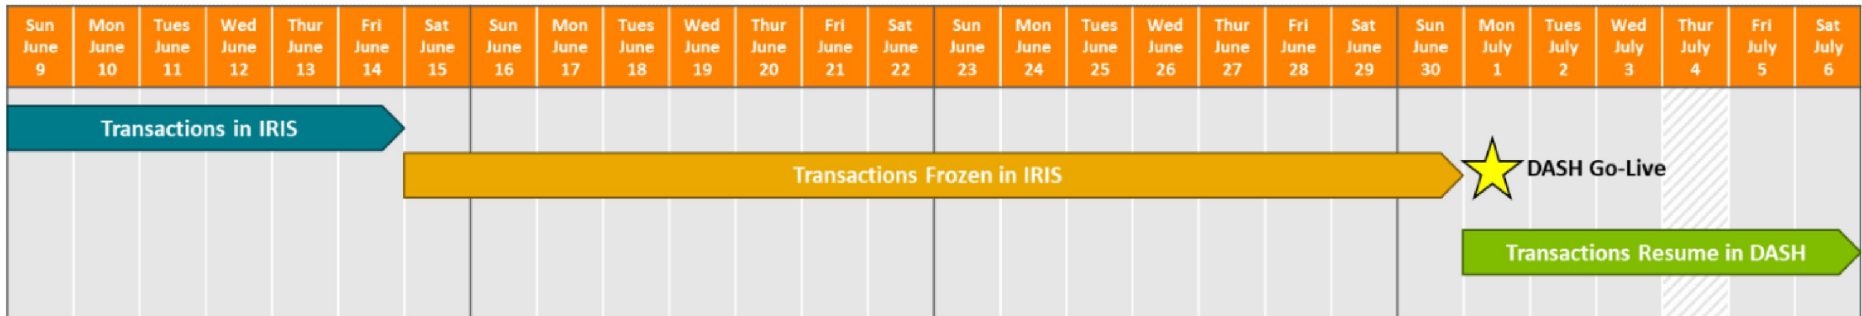 Sun Mon Tues Wed Thur Fri Sat Sun Mon Tues Wed Thur Fri Sat Sun Mon Tues Wed Thur Fri Sat Sun Mon Tues Wed Thur Fri Sat
June June June June June June June June June June June June June June June June June June June June June June July July July July July July
9 10 11 12 13 14 15 16 17 18 19 20 21 22 23 24 25 26 27 28 29 30 1 2 3 4 5 6
Transactions in IRIS
Transactions Frozen in IRIS
DASH Go-Live
Transactions Resume in DASH